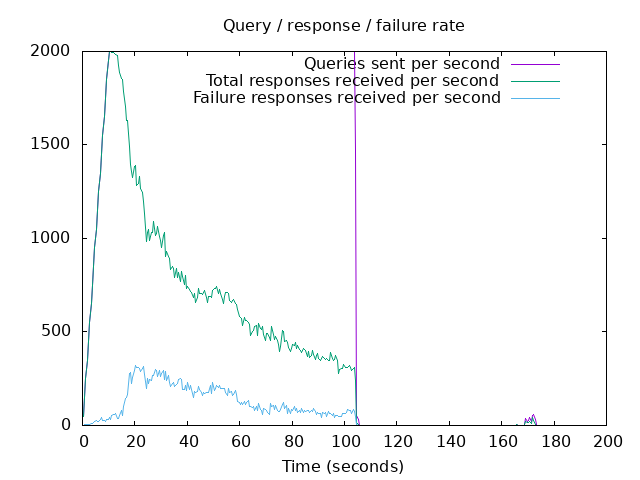 Query / response / failure rate
Queries sent per second
Total responses received per second
Failure responses received per second
2000
1500
1000
500
0
0 20 40 60 80 100 120 140 160 180 200
Time (seconds)